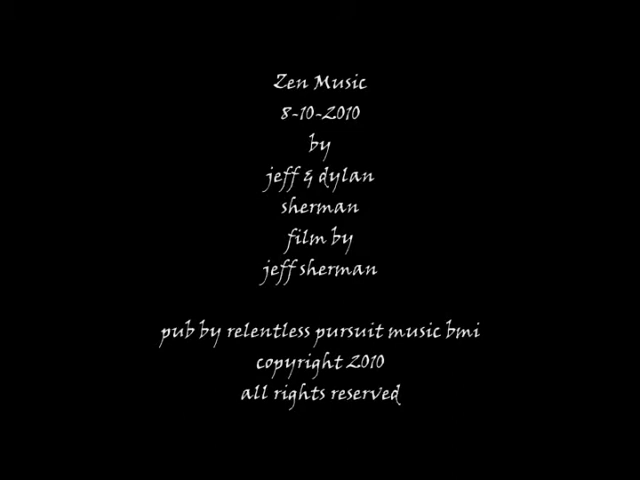 Zen Music
8-10-2010
by
jeff & dylan
sherman
film by
jeff sherman
pub by relentless pursuit music bmi
copyright 2010
all rights reserved